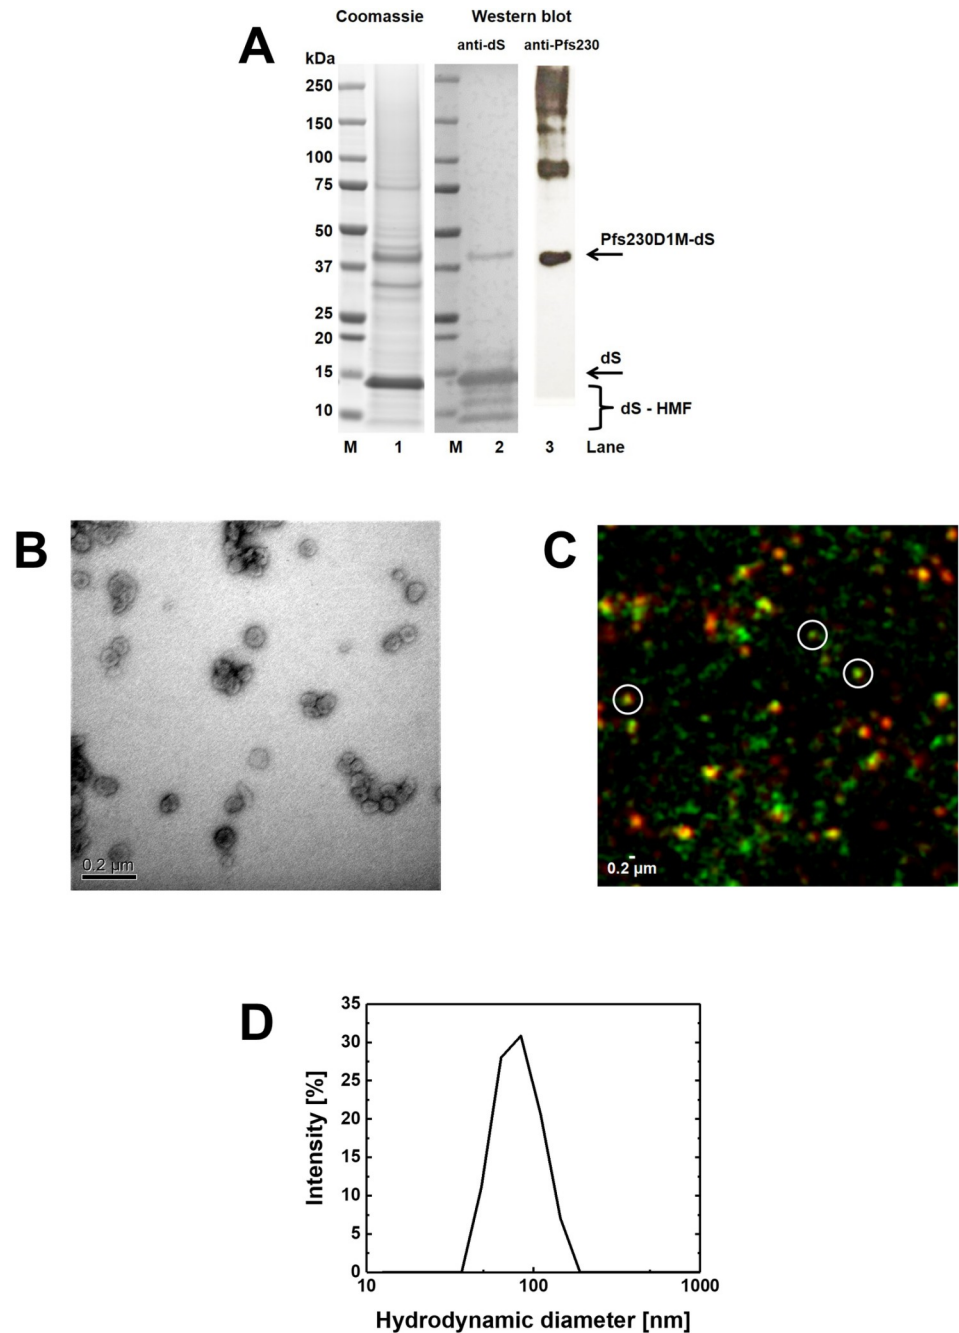 Coomassie Western blot
A anti-dS anti-Pfs230
kDa
250
150
100
75
50
Pfs230D1M-dS
37
25
20
dS
15
dS - HMF
10
M 1 M 2 3 Lane
B
0.2 µm
C
0.2 µm
D
35
30
25
20
15
10
5
0
Intensity [%]
10 100 1000
Hydrodynamic diameter [nm]